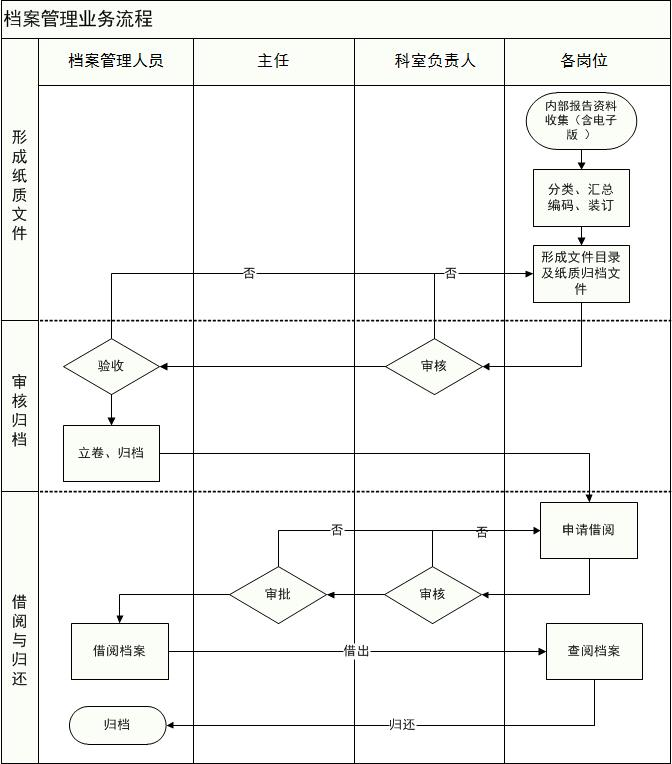 档案管理业务流程
档案管理人员
主任
科室负责人
各岗位
形成纸质文件
内部报告资料
收集（含电子
版 ）
分类、汇总
编码、装订
形成文件目录
及纸质归档文
件
否
否
审核归档
验收
审核
立卷、归档
借阅与归还
申请借阅
否
否
审批
审核
借阅档案
借出
查阅档案
归档
归还